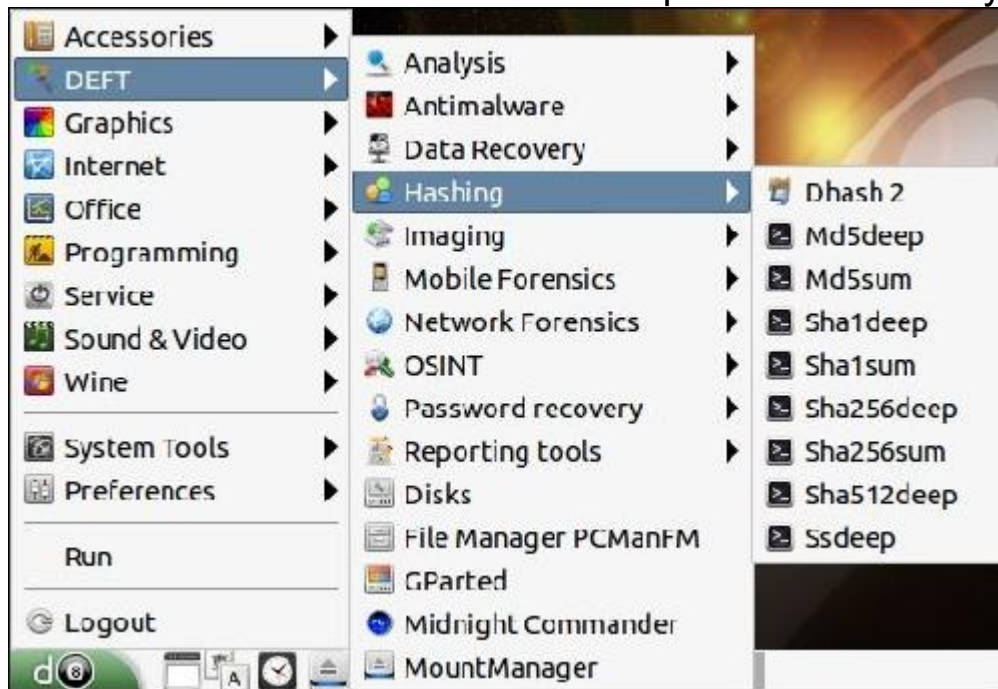 Accessories
DEFT
Graphics
Internet
Office
Programming
Service
Sound & Video
Wine
System Tools
Preferences
Run
Logout
Analysis
Antimalware
Data Recovery
Hashing
Imaging
Mobile Forensics
Network Forensics
OSINT
Password recovery
Reporting tools
Disks
File Manager PCManFM
GParted
Midnight Commander
MountManager
Dhash 2
Md5deep
Md5sum
Sha1deep
Sha1sum
Sha256deep
Sha256sum
Sha512deep
Ssdeep
d8
A